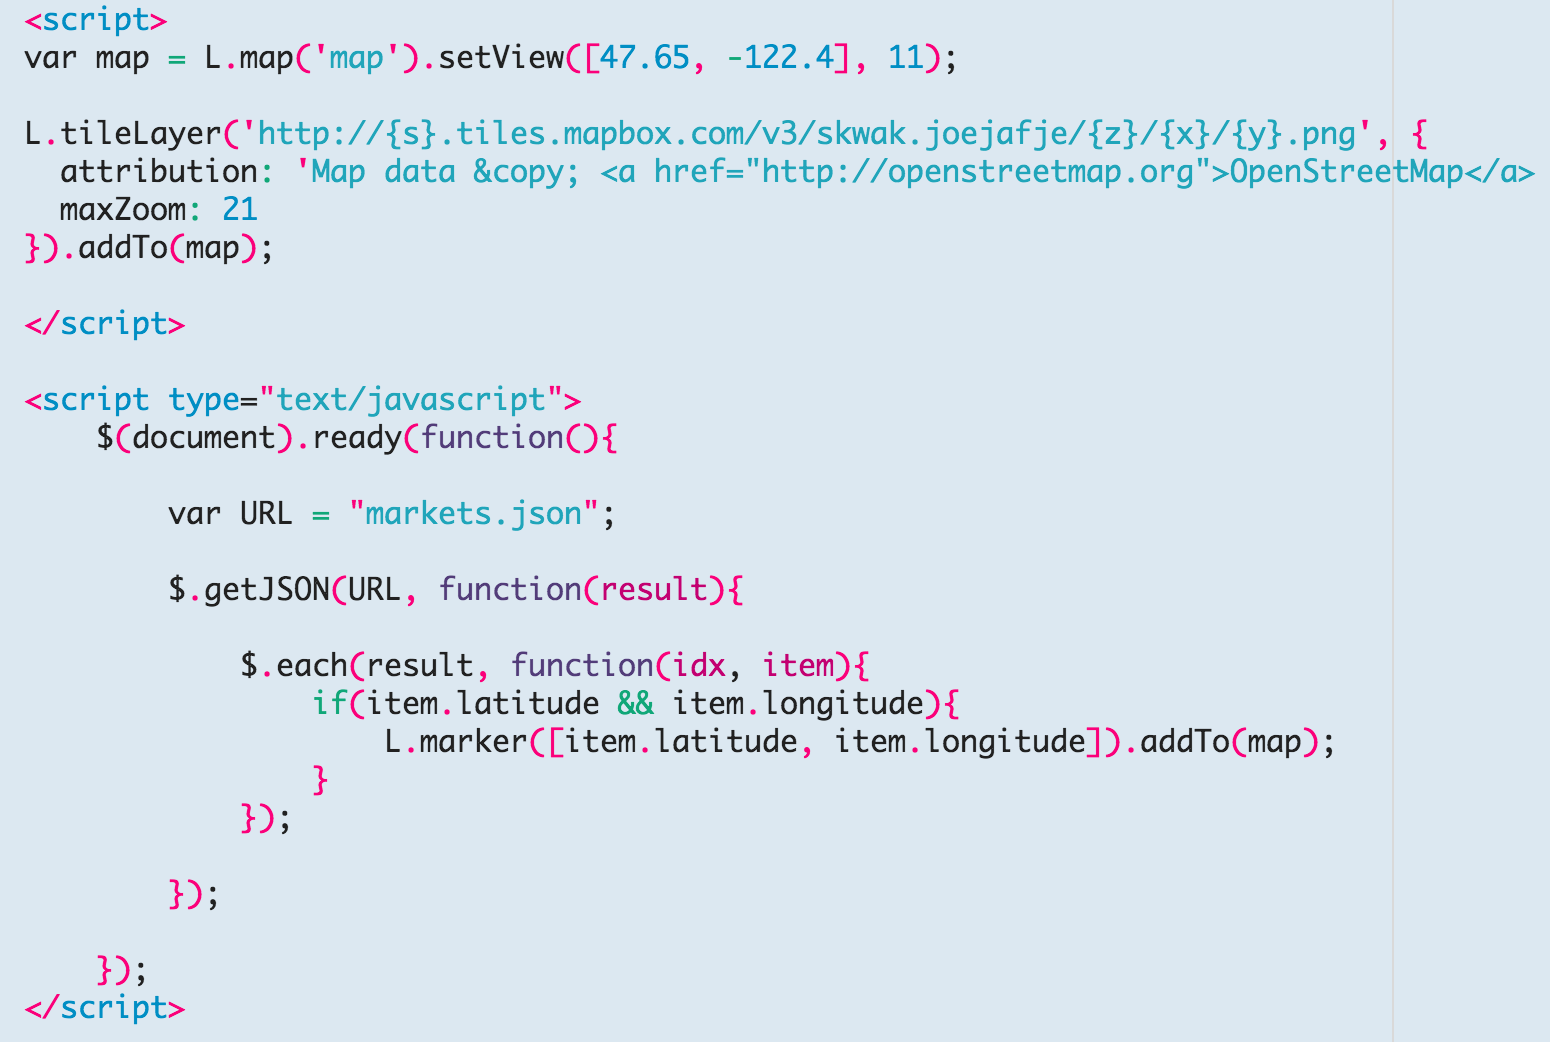 <script>
var map = L.map('map').setView([47.65, -122.4], 11);
L.tileLayer('http://{s}.tiles.mapbox.com/v3/skwak.joejafje/{z}/{x}/{y}.png', {
  attribution: 'Map data &copy; <a href="http://openstreetmap.org">OpenStreetMap</a>
  maxZoom: 21
}).addTo(map);
</script>
<script type="text/javascript">
    $(document).ready(function(){
        var URL = "markets.json";
        $.getJSON(URL, function(result){
            $.each(result, function(idx, item){
                if(item.latitude && item.longitude){
                    L.marker([item.latitude, item.longitude]).addTo(map);
                }
            });
        });
    });
</script>